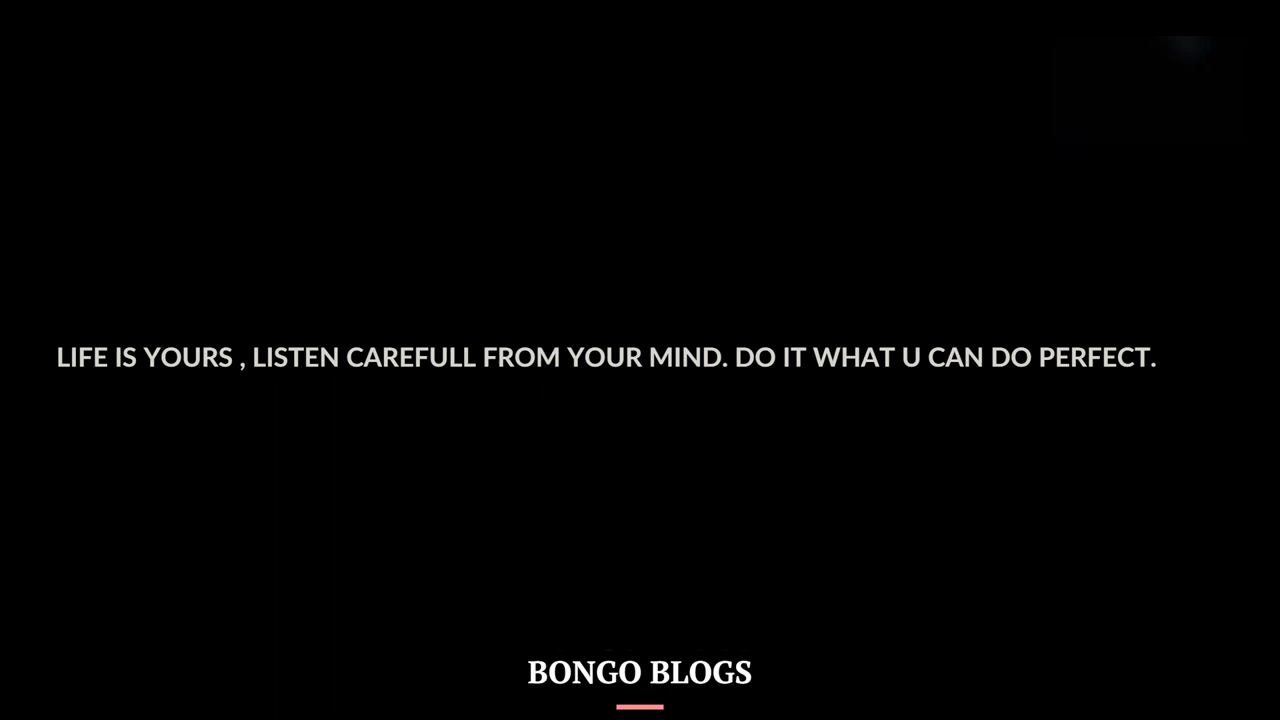 LIFE IS YOURS , LISTEN CAREFULL FROM YOUR MIND. DO IT WHAT U CAN DO PERFECT.
BONGO BLOGS